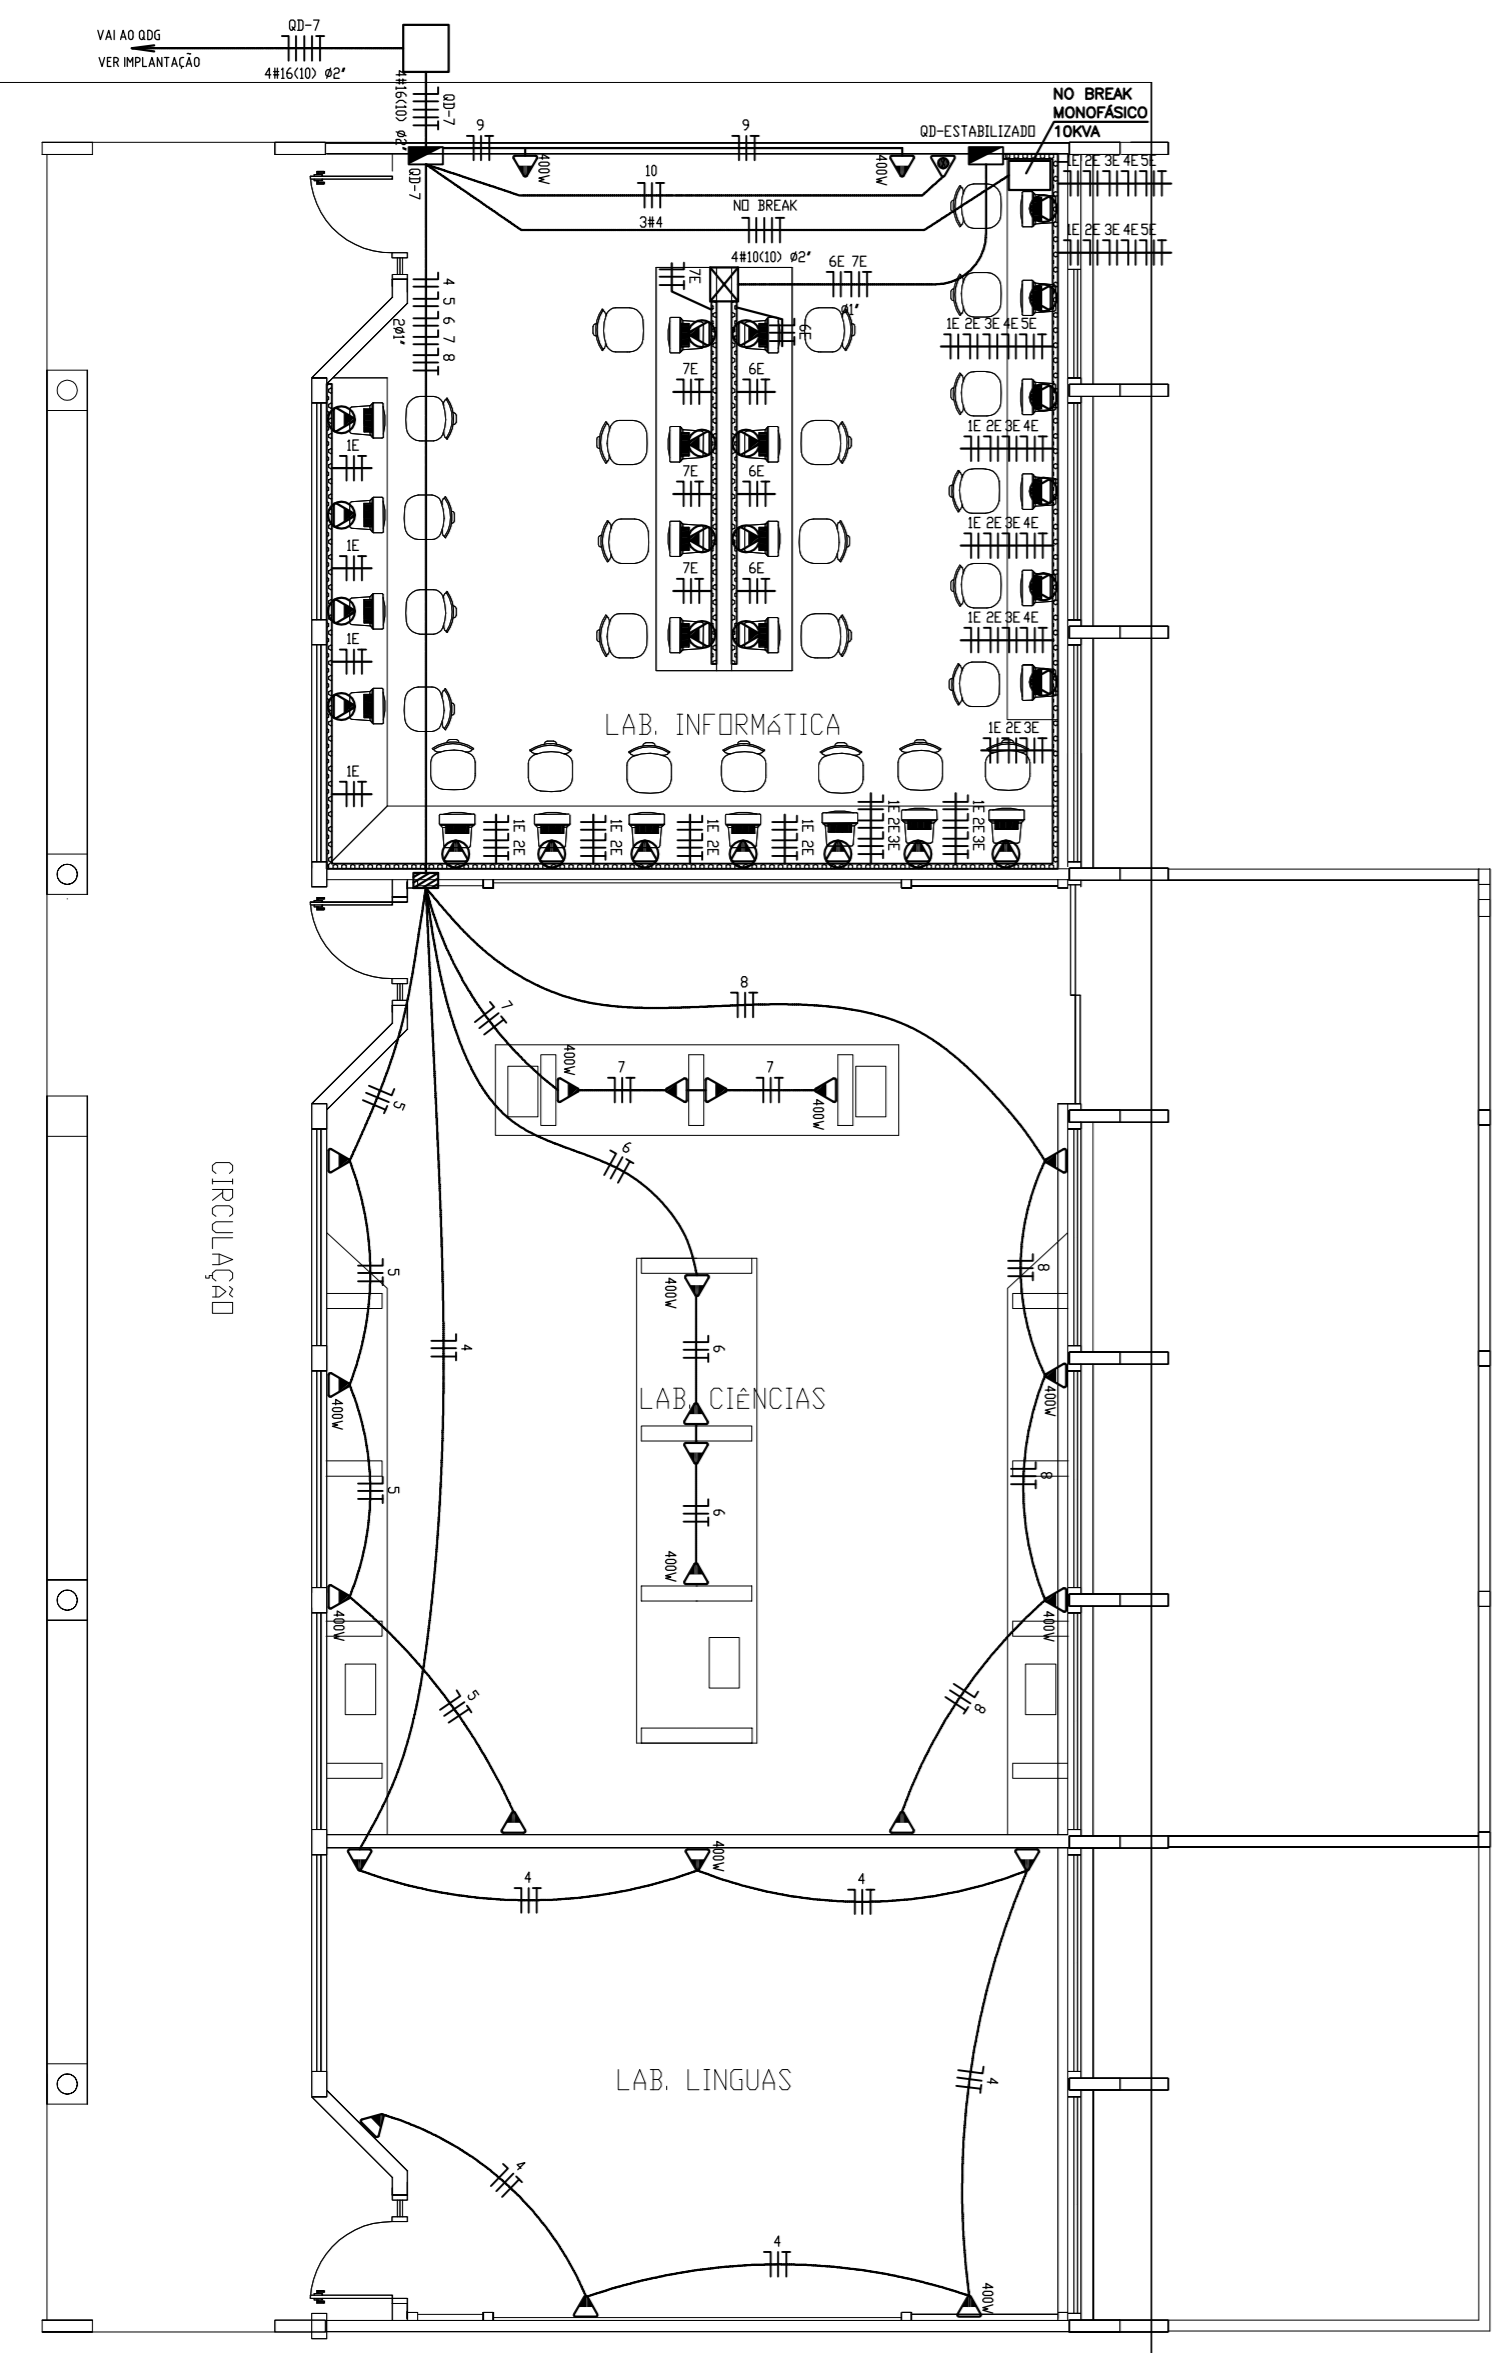 QD-7
VAI AO QDG
VER IMPLANTAÇÃO
4#16(10) ø2"
4#16(10) ø2"
QD-7
NO BREAK
MONOFÁSICO
10KVA
QD-ESTABILIZADO
9
9
400W
400W
QD-7
1E 2E 3E 4E 5E
10
3#4
NO BREAK
4#10(10) ø2"
1E 2E 3E 4E 5E
6E 7E
ø1"
7E
6E
4 5 6 7 8
2ø1"
1E 2E 3E 4E 5E
7E
6E
1E
1E 2E 3E 4E
7E
6E
1E
1E 2E 3E 4E
7E
6E
1E
1E 2E 3E 4E
LAB. INFORMáTICA
1E 2E 3E
1E
1E 2E
1E 2E
1E 2E
1E 2E
1E 2E 3E
1E 2E 3E
8
7
400W
7
7
400W
5
6
CIRCULAÇÃO
5
8
400W
4
6
LAB. CIÊNCIAS
400W
400W
5
8
6
400W
400W
400W
5
8
400W
4
4
LAB. LINGUAS
4
4
4
400W